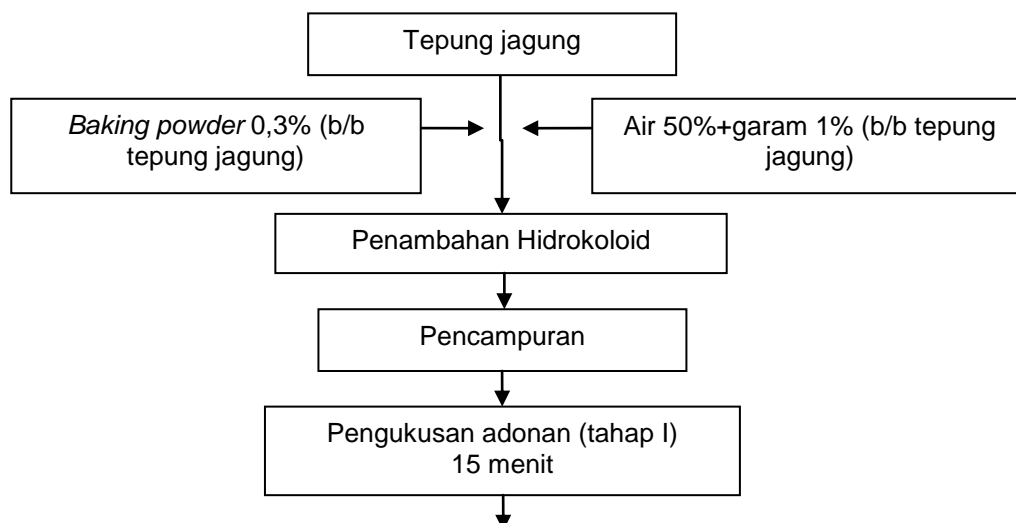 Tepung jagung
Baking powder 0,3% (b/b
tepung jagung)
Air 50%+garam 1% (b/b tepung
jagung)
Penambahan Hidrokoloid
Pencampuran
Pengukusan adonan (tahap I)
15 menit